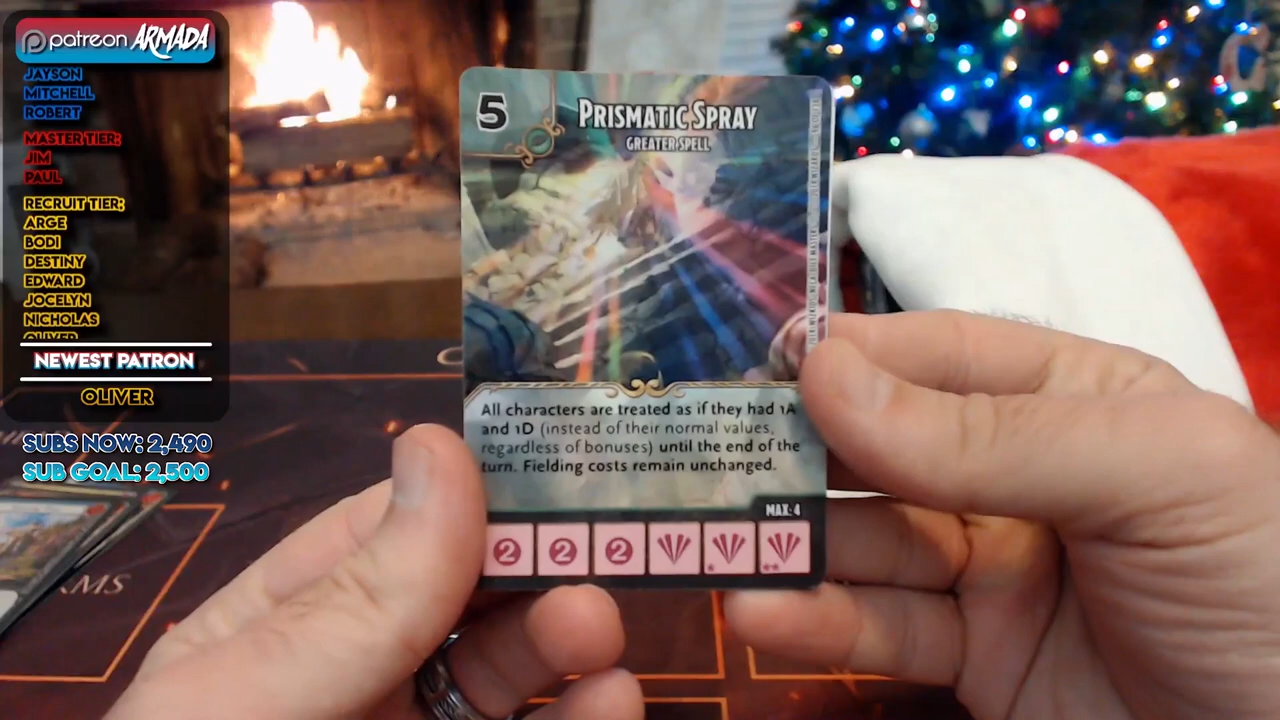 patreon ARMADA
JAYSON
MITCHELL
ROBERT
MASTER TIER:
JIM
PAUL
RECRUIT TIER:
ARGE
BODI
DESTINY
EDWARD
JOCELYN
NICHOLAS
OLIVER
NEWEST PATRON
OLIVER
SUBS NOW: 2,490
SUB GOAL: 2,500
5
PRISMATIC SPRAY
GREATER SPELL
All characters are treated as if they had 1A
and 1D (instead of their normal values,
regardless of bonuses) until the end of the
turn. Fielding costs remain unchanged.
MAX: 4
2 2 2